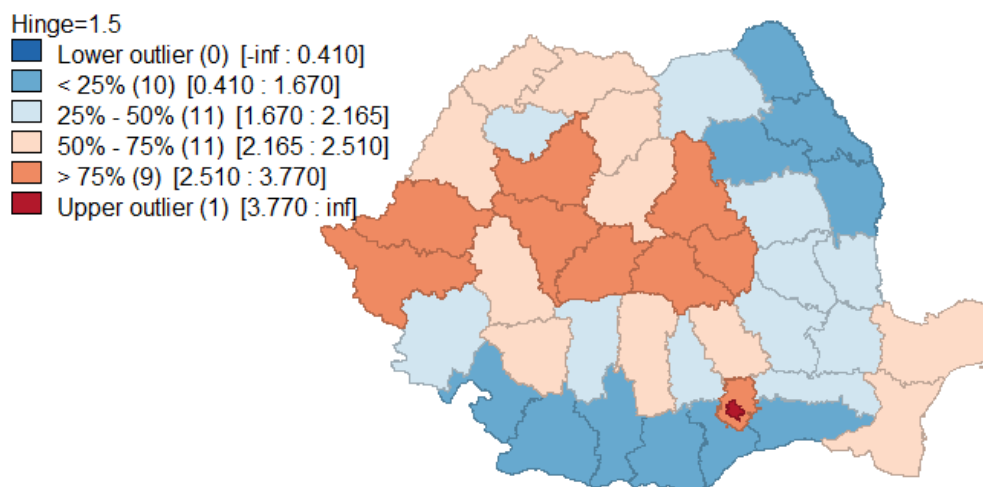 Hinge=1.5
Lower outlier (0) [-inf : 0.410]
< 25% (10) [0.410 : 1.670]
25% - 50% (11) [1.670 : 2.165]
50% - 75% (11) [2.165 : 2.510]
> 75% (9) [2.510 : 3.770]
Upper outlier (1) [3.770 : inf]